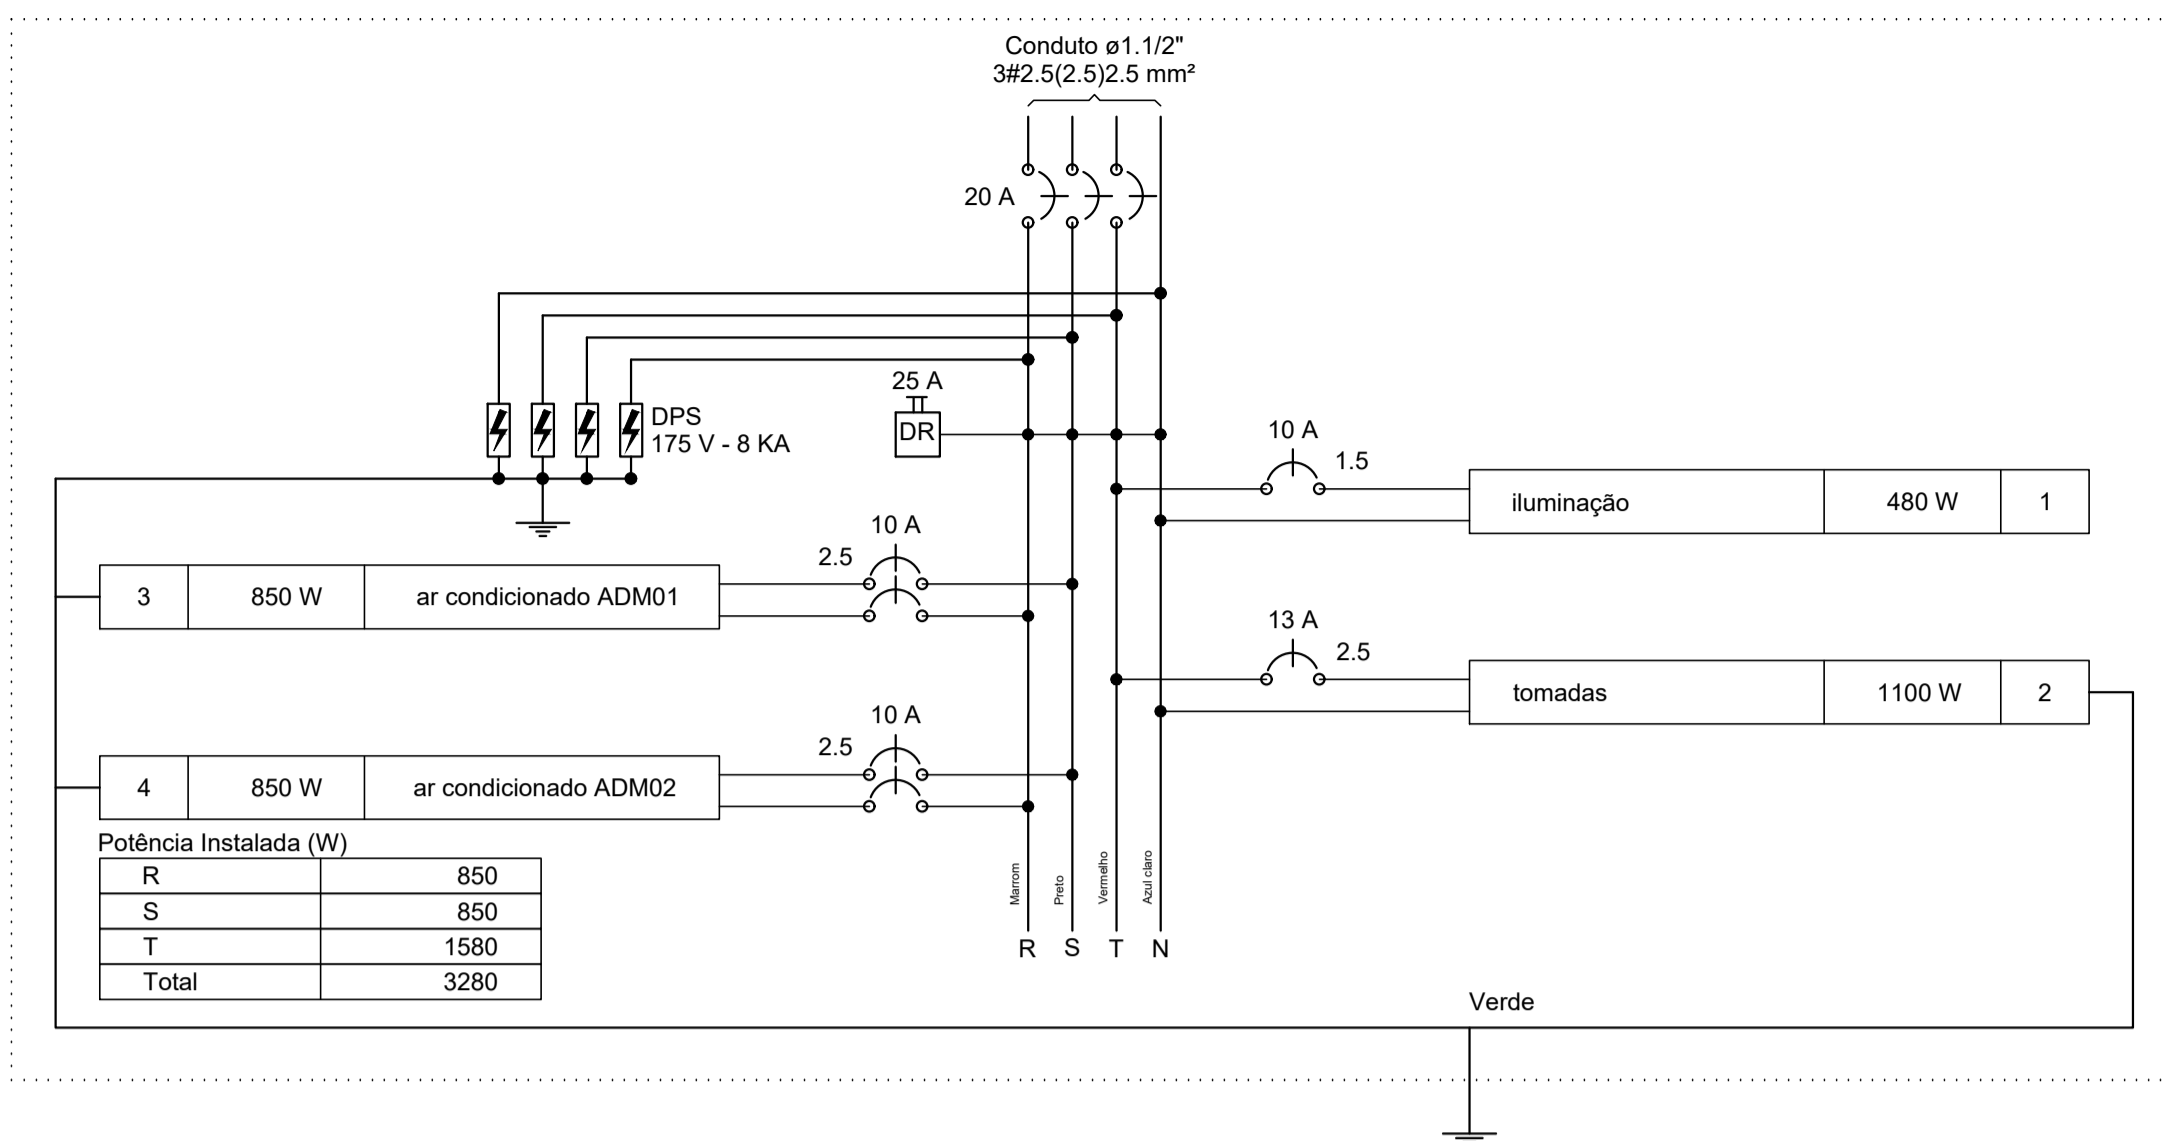 Conduto ø1.1/2"
3#2.5(2.5)2.5 mm²
20 A
25 A
DR
DPS
175 V - 8 KA
10 A
1.5
iluminação 480 W 1
10 A
2.5
3 850 W ar condicionado ADM01
13 A
2.5
tomadas 1100 W 2
10 A
2.5
4 850 W ar condicionado ADM02
Potência Instalada (W)
R 850
S 850
T 1580
Total 3280
Marrom
Preto
Vermelho
Azul claro
R S T N
Verde